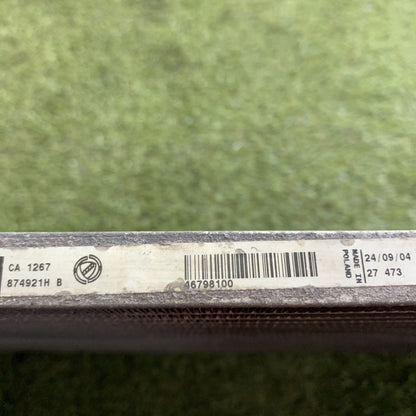 CA 1267
874921H B
46798100
MADE IN
POLAND
24/09/04
27 473